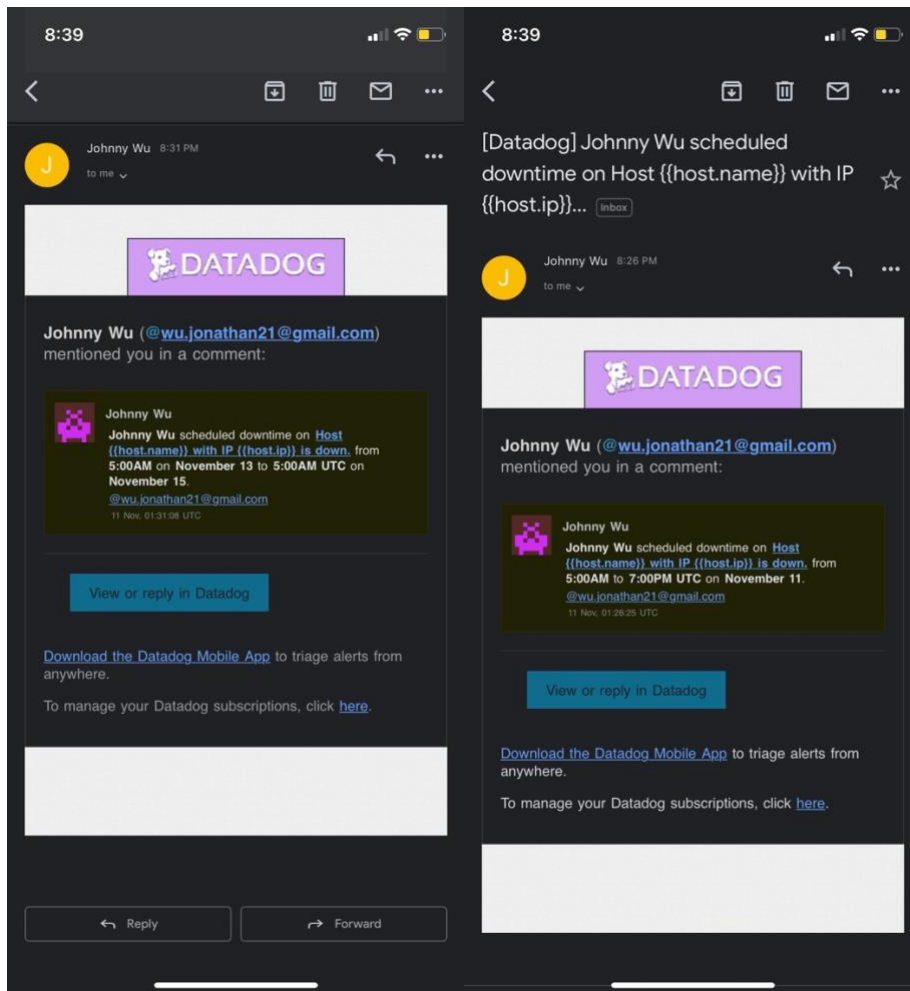 8:39
Johnny Wu 8:31 PM
to me
J
DATADOG
Johnny Wu (@wu.jonathan21@gmail.com)
mentioned you in a comment:
Johnny Wu
Johnny Wu scheduled downtime on Host
{{host.name}} with IP {{host.ip}} is down. from
5:00AM on November 13 to 5:00AM UTC on
November 15.
@wu.jonathan21@gmail.com
11 Nov, 01:31:08 UTC
View or reply in Datadog
Download the Datadog Mobile App to triage alerts from
anywhere.
To manage your Datadog subscriptions, click here.
Reply
Forward
8:39
[Datadog] Johnny Wu scheduled
downtime on Host {{host.name}} with IP
{{host.ip}}... Inbox
Johnny Wu 8:26 PM
to me
J
DATADOG
Johnny Wu (@wu.jonathan21@gmail.com)
mentioned you in a comment:
Johnny Wu
Johnny Wu scheduled downtime on Host
{{host.name}} with IP {{host.ip}} is down. from
5:00AM to 7:00PM UTC on November 11.
@wu.jonathan21@gmail.com
11 Nov, 01:26:25 UTC
View or reply in Datadog
Download the Datadog Mobile App to triage alerts from
anywhere.
To manage your Datadog subscriptions, click here.